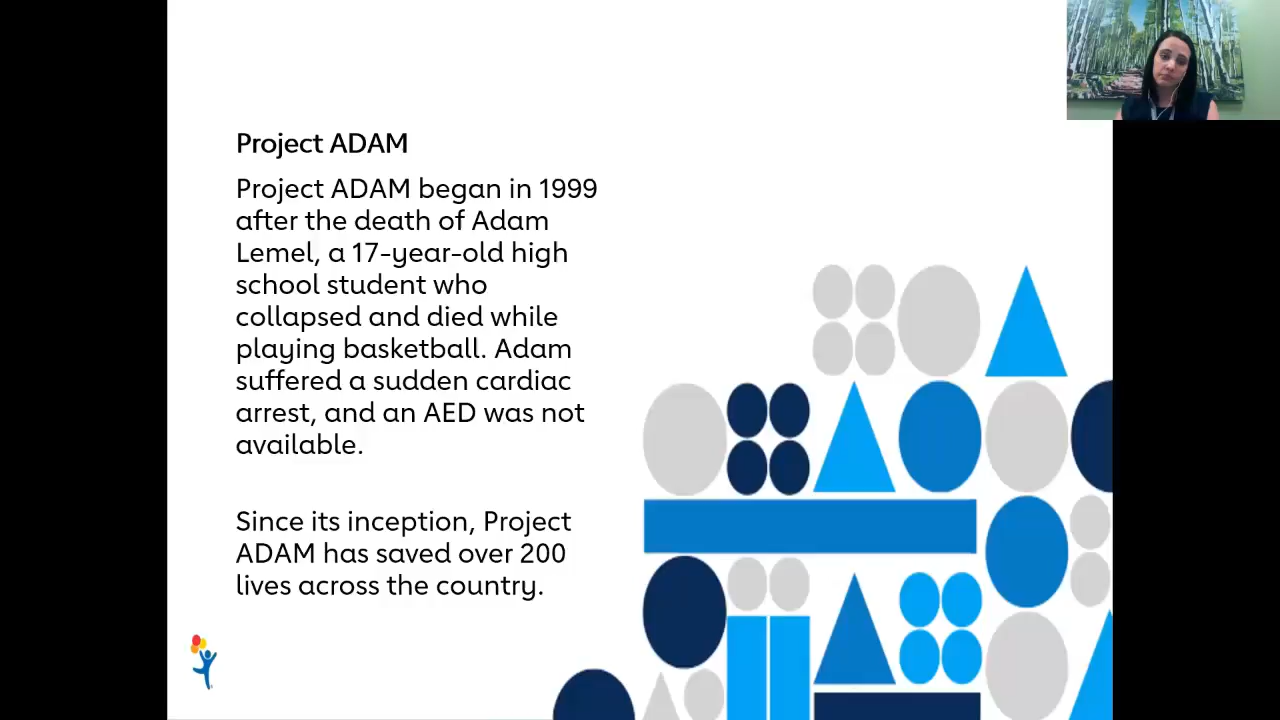 Project ADAM
Project ADAM began in 1999
after the death of Adam
Lemel, a 17-year-old high
school student who
collapsed and died while
playing basketball. Adam
suffered a sudden cardiac
arrest, and an AED was not
available.
Since its inception, Project
ADAM has saved over 200
lives across the country.